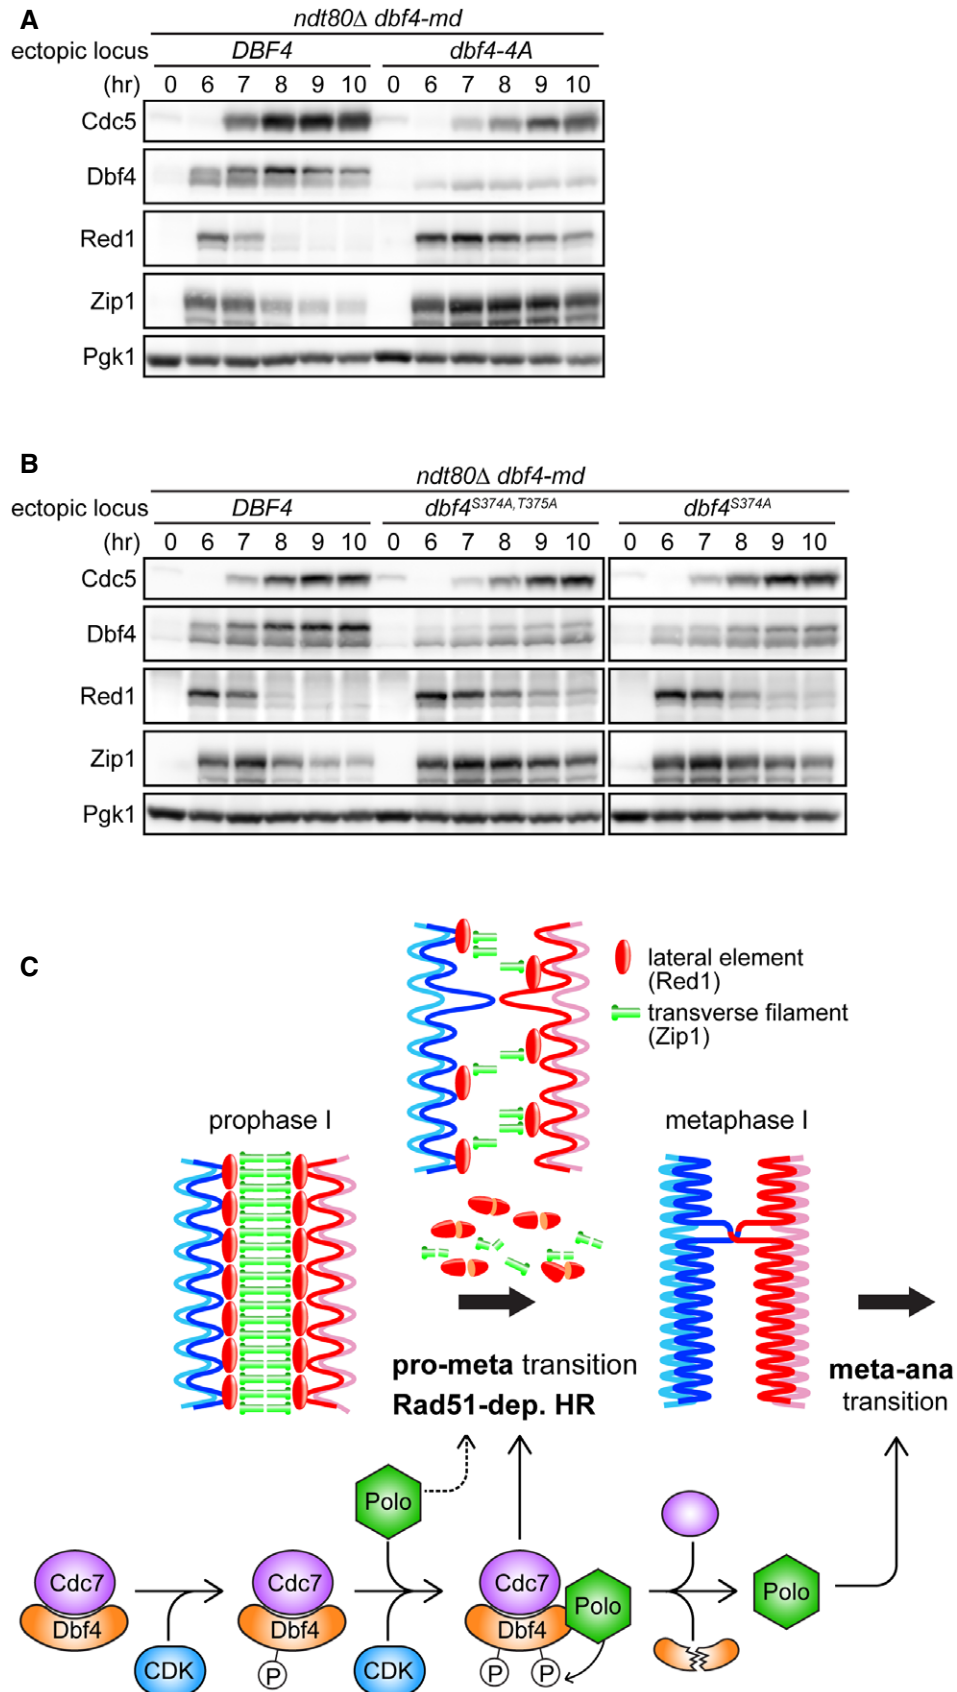 A
ndt80Δ dbf4-md
ectopic locus DBF4 dbf4-4A
(hr) 0 6 7 8 9 10 0 6 7 8 9 10
Cdc5
Dbf4
Red1
Zip1
Pgk1
B
ndt80Δ dbf4-md
ectopic locus DBF4 dbf4S374A,T375A dbf4S374A
(hr) 0 6 7 8 9 10 0 6 7 8 9 10 0 6 7 8 9 10
Cdc5
Dbf4
Red1
Zip1
Pgk1
C
lateral element
(Red1)
transverse filament
(Zip1)
prophase I
metaphase I
pro-meta transition
Rad51-dep. HR
meta-ana
transition
Polo
Cdc7 Cdc7 Cdc7 Polo Polo
Dbf4 Dbf4 Dbf4
P P P
CDK CDK